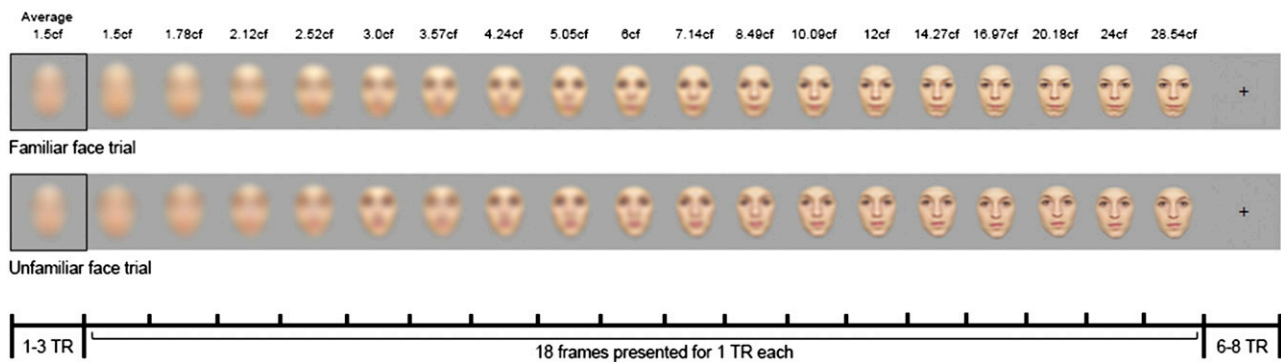 Average
1.5cf 1.5cf 1.78cf 2.12cf 2.52cf 3.0cf 3.57cf 4.24cf 5.05cf 6cf 7.14cf 8.49cf 10.09cf 12cf 14.27cf 16.97cf 20.18cf 24cf 28.54cf
+
Familiar face trial
+
Unfamiliar face trial
1-3 TR 18 frames presented for 1 TR each 6-8 TR